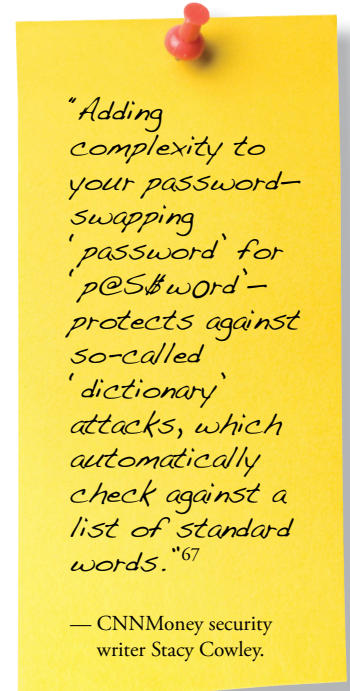 "Adding
complexity to
your password—
swapping
'password' for
'p@S$w0rd'—
protects against
so-called
'dictionary'
attacks, which
automatically
check against a
list of standard
words."67
— CNNMoney security
writer Stacy Cowley.